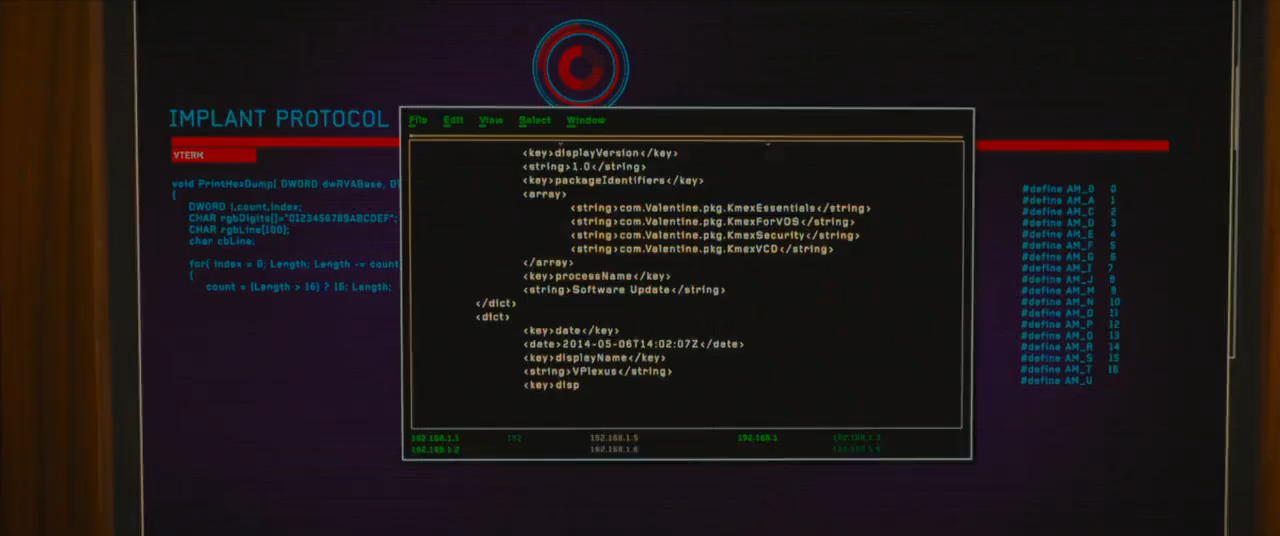 IMPLANT PROTOCOL
VTERM
void PrintHexDump( DWORD dwRVABase,
{
DWORD i,count,index;
CHAR rgbDigits[]="0123456789ABCDEF";
CHAR rgbLine[100];
char cbLine;
for( index = 0; Length; Length -= count
{
count = (Length > 16) ? 16: Length;
File Edit View Select Window
<key>displayVersion</key>
<string>1.0</string>
<key>packageIdentifiers</key>
<array>
<string>com.Valentine.pkg.KmexEssentials</string>
<string>com.Valentine.pkg.KmexForVOS</string>
<string>com.Valentine.pkg.KmexSecurity</string>
<string>com.Valentine.pkg.KmexVCD</string>
</array>
<key>processName</key>
<string>Software Update</string>
</dict>
<dict>
<key>date</key>
<date>2014-05-06T14:02:07Z</date>
<key>displayName</key>
<string>VPlexus</string>
<key>disp
192.168.1.1 192 192.168.1.5 192.168.1
192.168.1.2 192.168.1.6
#define AM_O 0
#define AM_A 1
#define AM_C 2
#define AM_D 3
#define AM_E 4
#define AM_F 5
#define AM_G 6
#define AM_I 7
#define AM_J 8
#define AM_M 9
#define AM_N 10
#define AM_O 11
#define AM_P 12
#define AM_Q 13
#define AM_R 14
#define AM_S 15
#define AM_T 16
#define AM_U